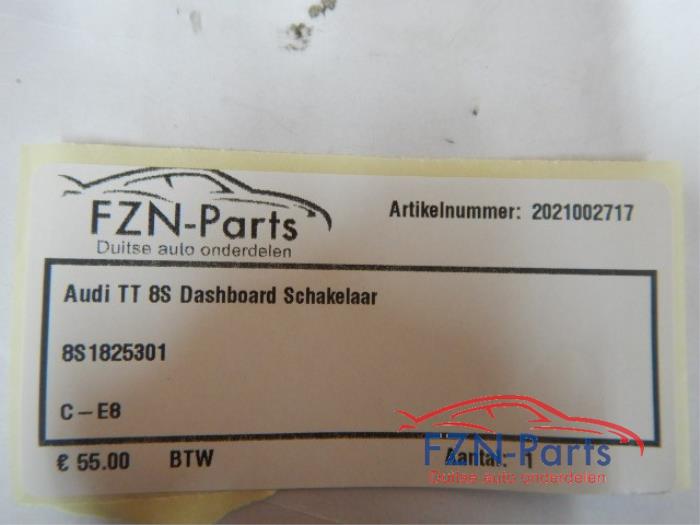 FZN-Parts
Duitse auto onderdelen
Artikelnummer: 2021002717
Audi TT 8S Dashboard Schakelaar
8S1825301
C-E8
€ 55.00 BTW Aantal: 1
FZN-Parts
Duitse auto onderdelen